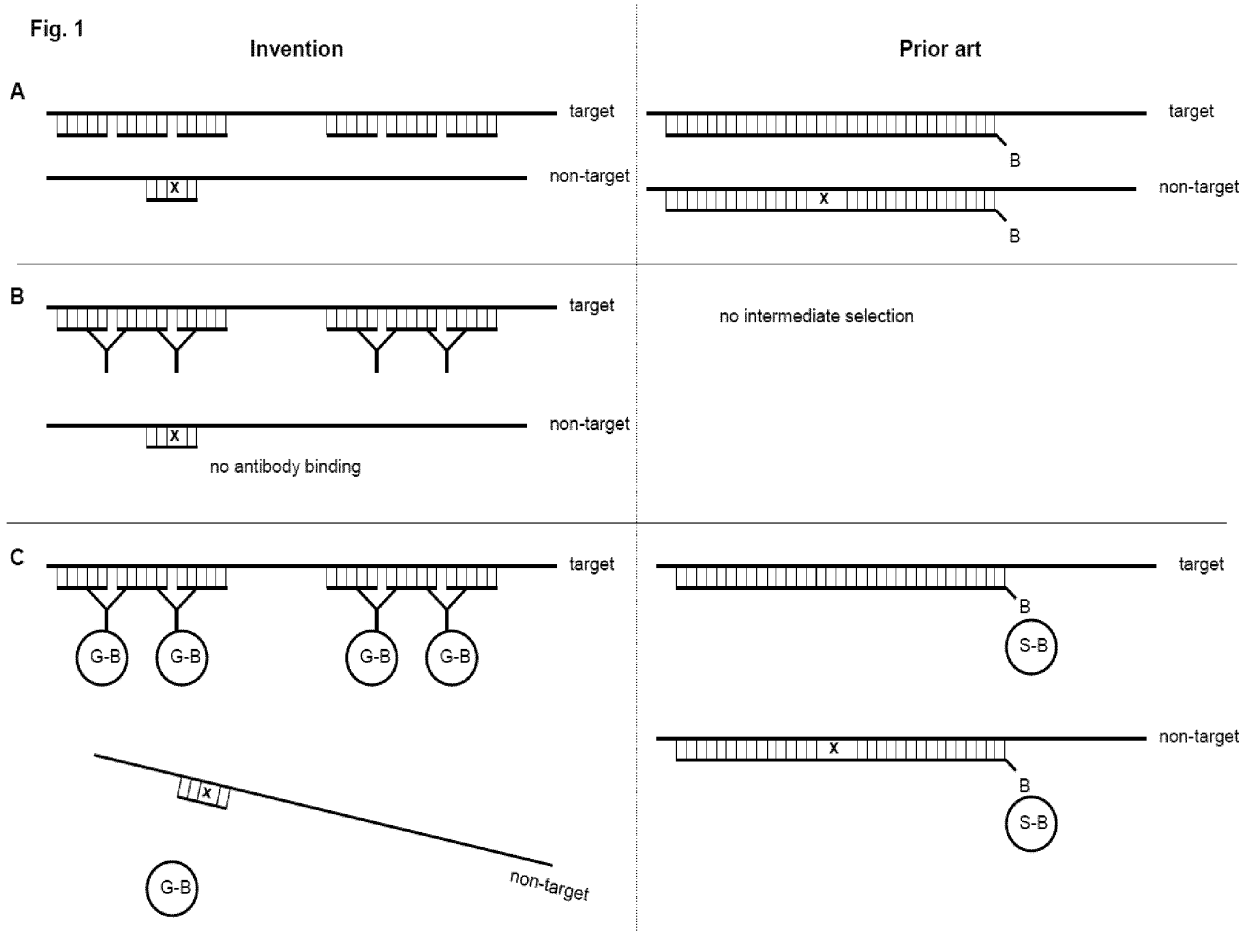 Fig. 1
Invention
Prior art
A
target
non-target
X
target
B
non-target
X
B
B
target
non-target
X
no antibody binding
no intermediate selection
C
target
G-B
G-B
G-B
G-B
X
non-target
G-B
target
B
S-B
non-target
X
B
S-B